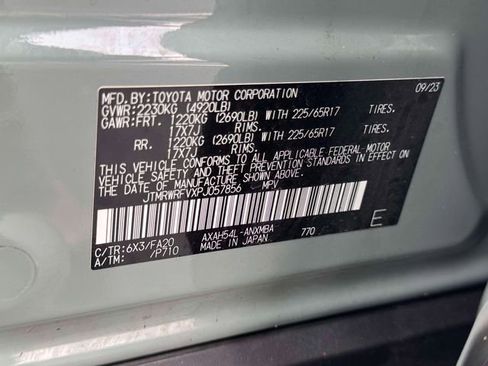 MFD.BY:TOYOTA MOTOR CORPORATION 09/23
GVWR:2230KG (4920LB)
GAWR:FRT. 1220KG (2690LB) WITH 225/65R17 TIRES.
17X7J RIMS.
RR. 1220KG (2690LB) WITH 225/65R17 TIRES.
17X7J RIMS.
THIS VEHICLE CONFORMS TO ALL APPLICABLE FEDERAL MOTOR
VEHICLE SAFETY AND BUMPER STANDARDS IN EFFECT ON THE DATE OF
MANUFACTURE SHOWN ABOVE.
JTMRWRFVXPJ057856 MPV
E
C/TR:6X3/FA20 AXAH54L-ANXMBA 770
A/TM: /P710 MADE IN JAPAN